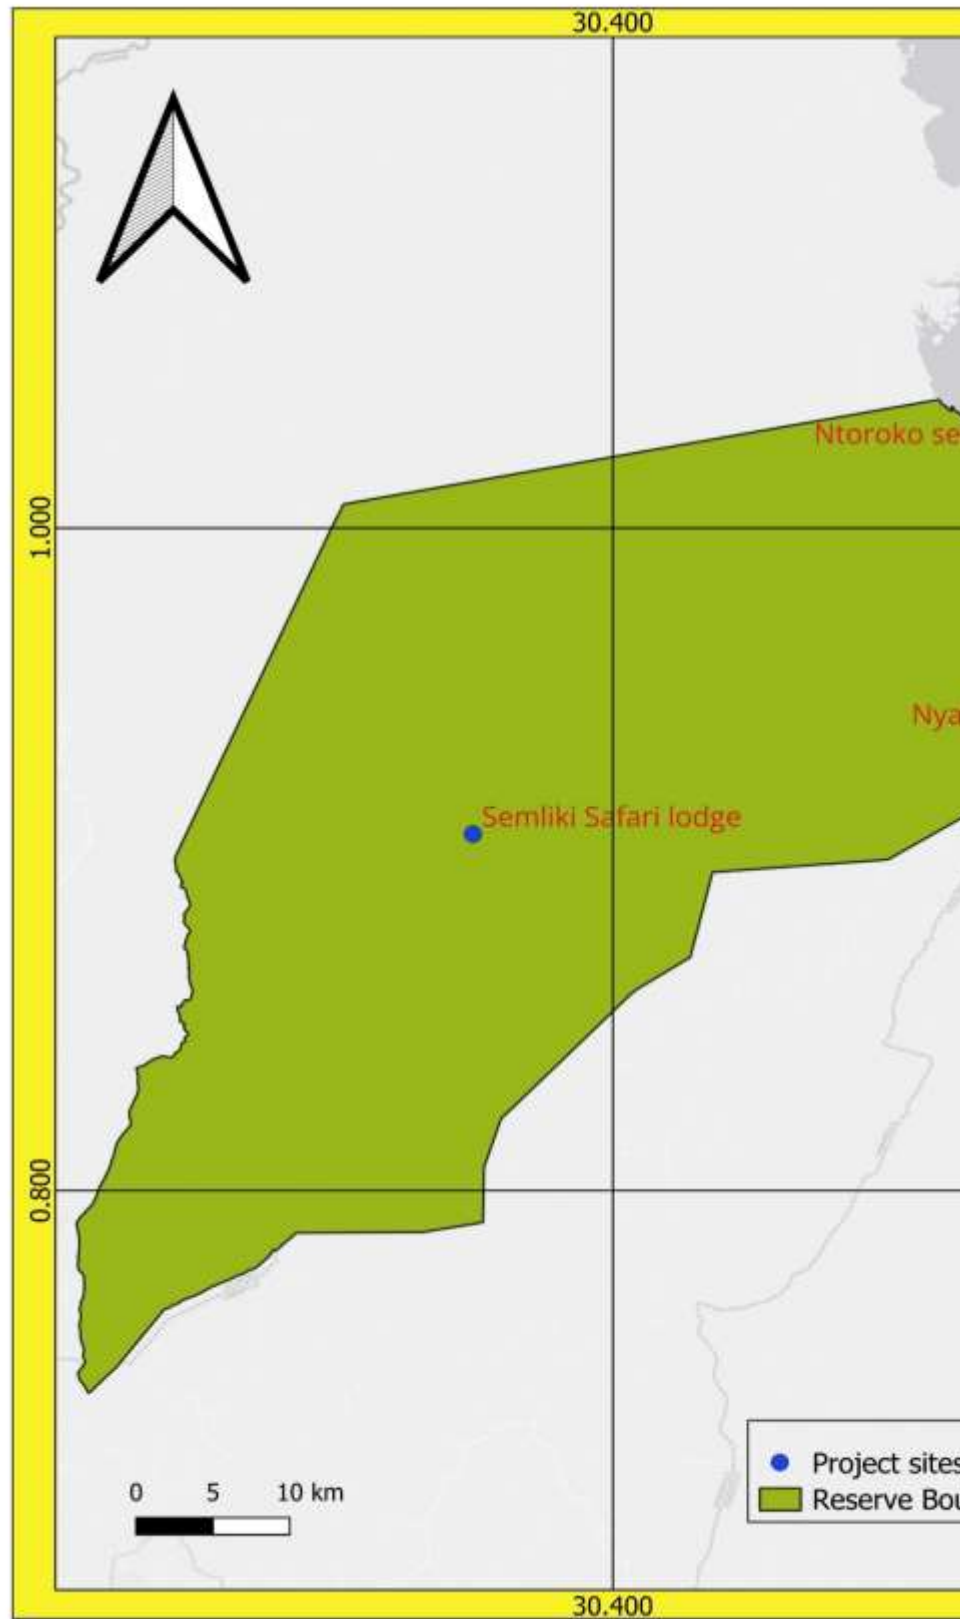 30.400
Ntoroko se
1.000
Nya
Semliki Safari lodge
0.800
0 5 10 km
Project sites
Reserve Bou
30.400